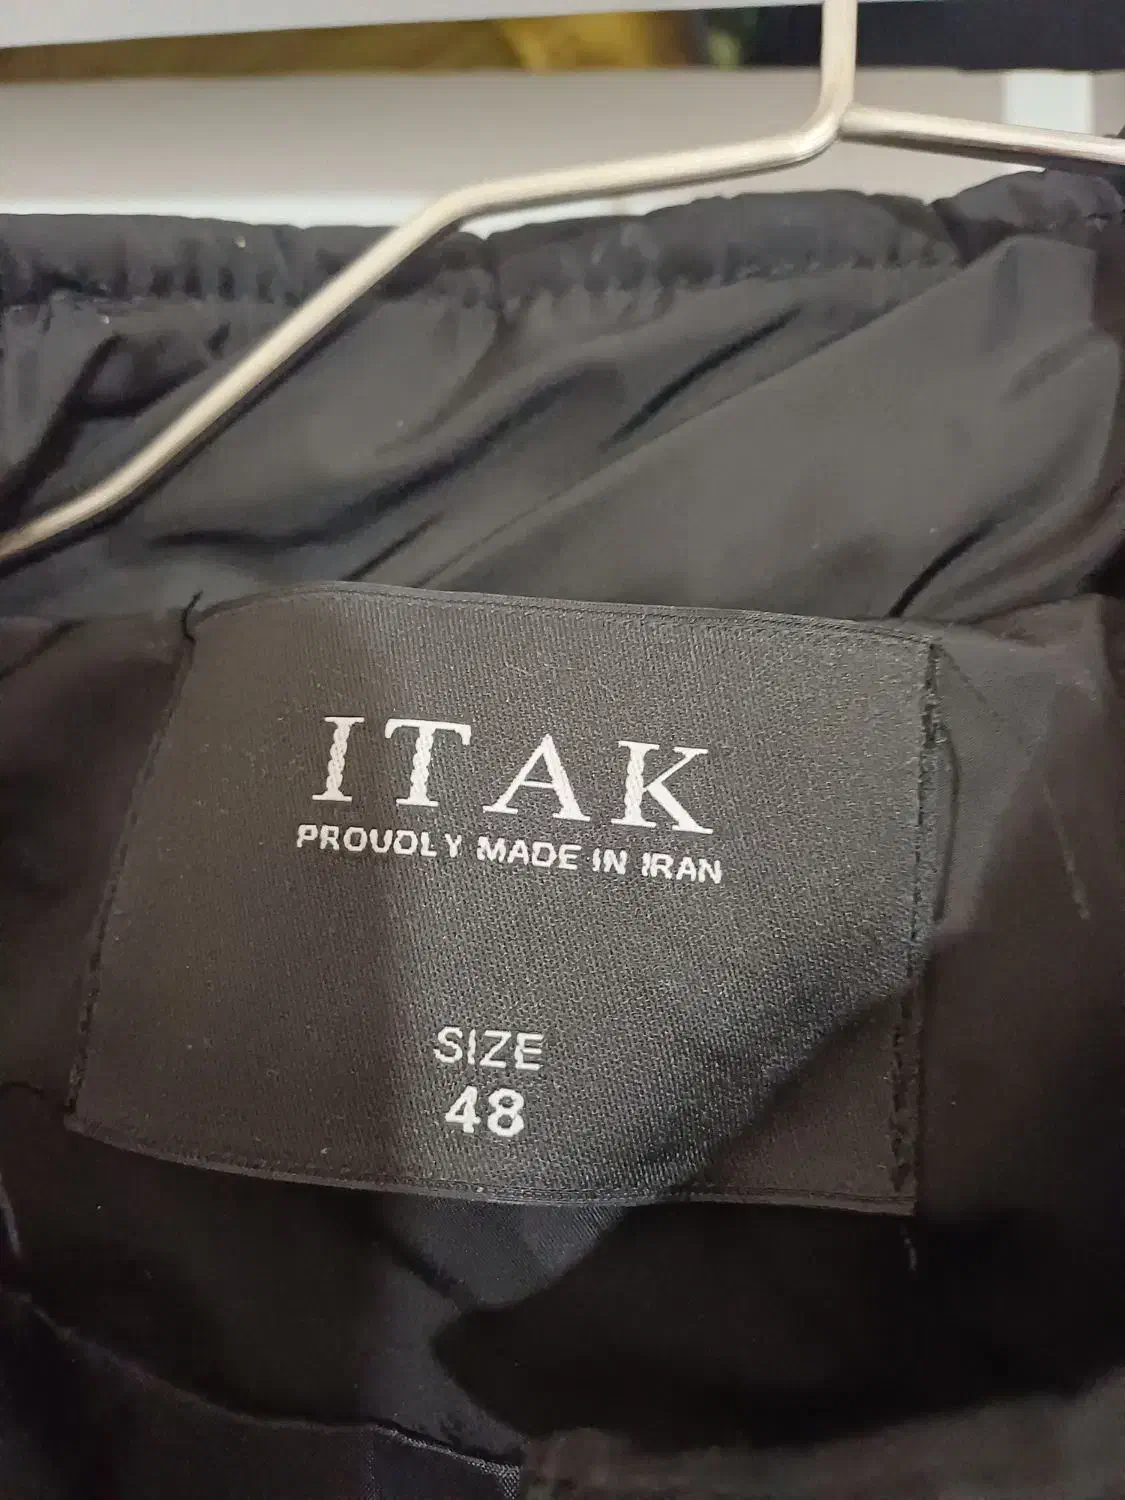 ITAK
PROUDLY MADE IN IRAN
SIZE
48